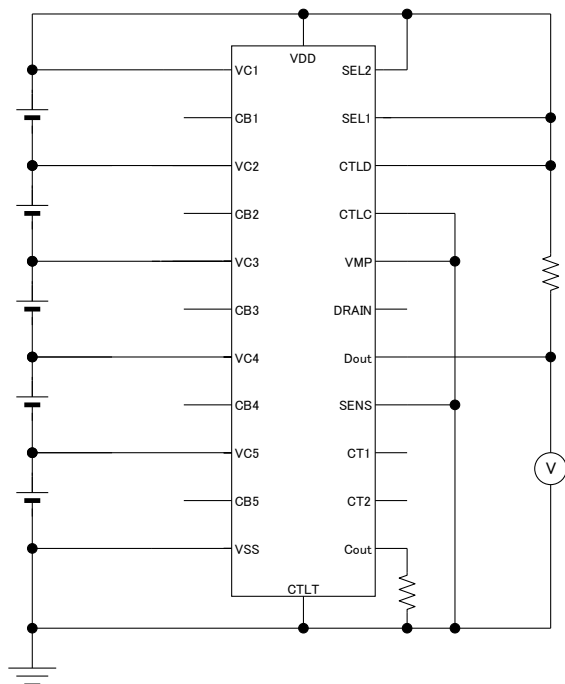 VDD
VC1
SEL2
CB1
SEL1
VC2
CTLD
CB2
CTLC
VC3
VMP
CB3
DRAIN
VC4
Dout
CB4
SENS
VC5
CT1
V
CB5
CT2
VSS
Cout
CTLT